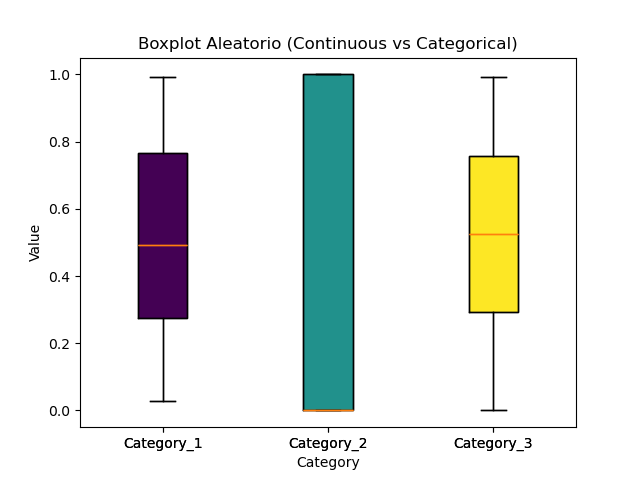 Boxplot Aleatorio (Continuous vs Categorical)
1.0
0.8
0.6
0.4
0.2
0.0
Value
Category_1 Category_2 Category_3
Category